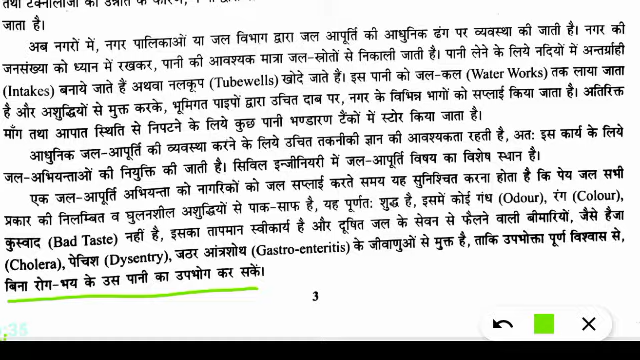 तथा टेक्नोलॉजी की उन्नति के कारण,
जाता है।
अब नगरों में, नगर पालिकाओं या जल विभाग द्वारा जल आपूर्ति की आधुनिक ढंग पर व्यवस्था की जाती है। नगर की
जनसंख्या को ध्यान में रखकर, पानी की आवश्यक मात्रा जल-स्रोतों से निकाली जाती है। पानी लेने के लिये नदियों में अन्तर्ग्राही
(Intakes) बनाये जाते हैं अथवा नलकूप (Tubewells) खोदे जाते हैं। इस पानी को जल-कल (Water Works) तक लाया जाता
है और अशुद्धियों से मुक्त करके, भूमिगत पाइपों द्वारा उचित दाब पर, नगर के विभिन्न भागों को सप्लाई किया जाता है। अतिरिक्त
माँग तथा आपात स्थिति से निपटने के लिये कुछ पानी भण्डारण टैंकों में स्टोर किया जाता है।
आधुनिक जल-आपूर्ति की व्यवस्था करने के लिये उचित तकनीकी ज्ञान की आवश्यकता रहती है, अत: इस कार्य के लिये
जल-अभियन्ताओं की नियुक्ति की जाती है। सिविल इन्जीनियरी में जल-आपूर्ति विषय का विशेष स्थान है।
एक जल-आपूर्ति अभियन्ता को नागरिकों को जल सप्लाई करते समय यह सुनिश्चित करना होता है कि पेय जल सभी
प्रकार की निलम्बित व घुलनशील अशुद्धियों से पाक-साफ है, यह पूर्णत: शुद्ध है, इसमें कोई गंध (Odour), रंग (Colour),
कुस्वाद (Bad Taste) नहीं है, इसका तापमान स्वीकार्य है और दूषित जल के सेवन से फैलने वाली बीमारियों, जैसे हैजा
(Cholera), पेचिश (Dysentry), जठर आंत्रशोथ (Gastro-enteritis) के जीवाणुओं से मुक्त है, ताकि उपभोक्ता पूर्ण विश्वास से,
बिना रोग-भय के उस पानी का उपभोग कर सकें।
3
:35